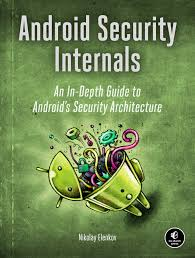 Android Security
Internals
An In-Depth Guide to
Android's Security Architecture
Nikolay Elenkov